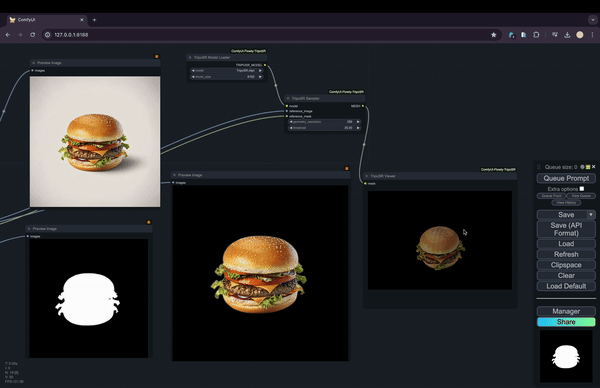 ComfyUI
127.0.0.1:8188
Preview Image
images
ComfyUI-Flowty-TripoSR
TripoSR Model Loader
TRIPOSR_MODEL
model
TripoSR.ckpt
chunk_size
8192
ComfyUI-Flowty-TripoSR
TripoSR Sampler
model
MESH
reference_image
reference_mask
geometry_resolution
256
threshold
25.00
Preview Image
images
ComfyUI-Flowty-TripoSR
TripoSR Viewer
mesh
Preview Image
images
Queue size: 0
Queue Prompt
Extra options
Queue Front
View Queue
View History
Save
Save (API
Format)
Load
Refresh
Clipspace
Clear
Load Default
Manager
Share